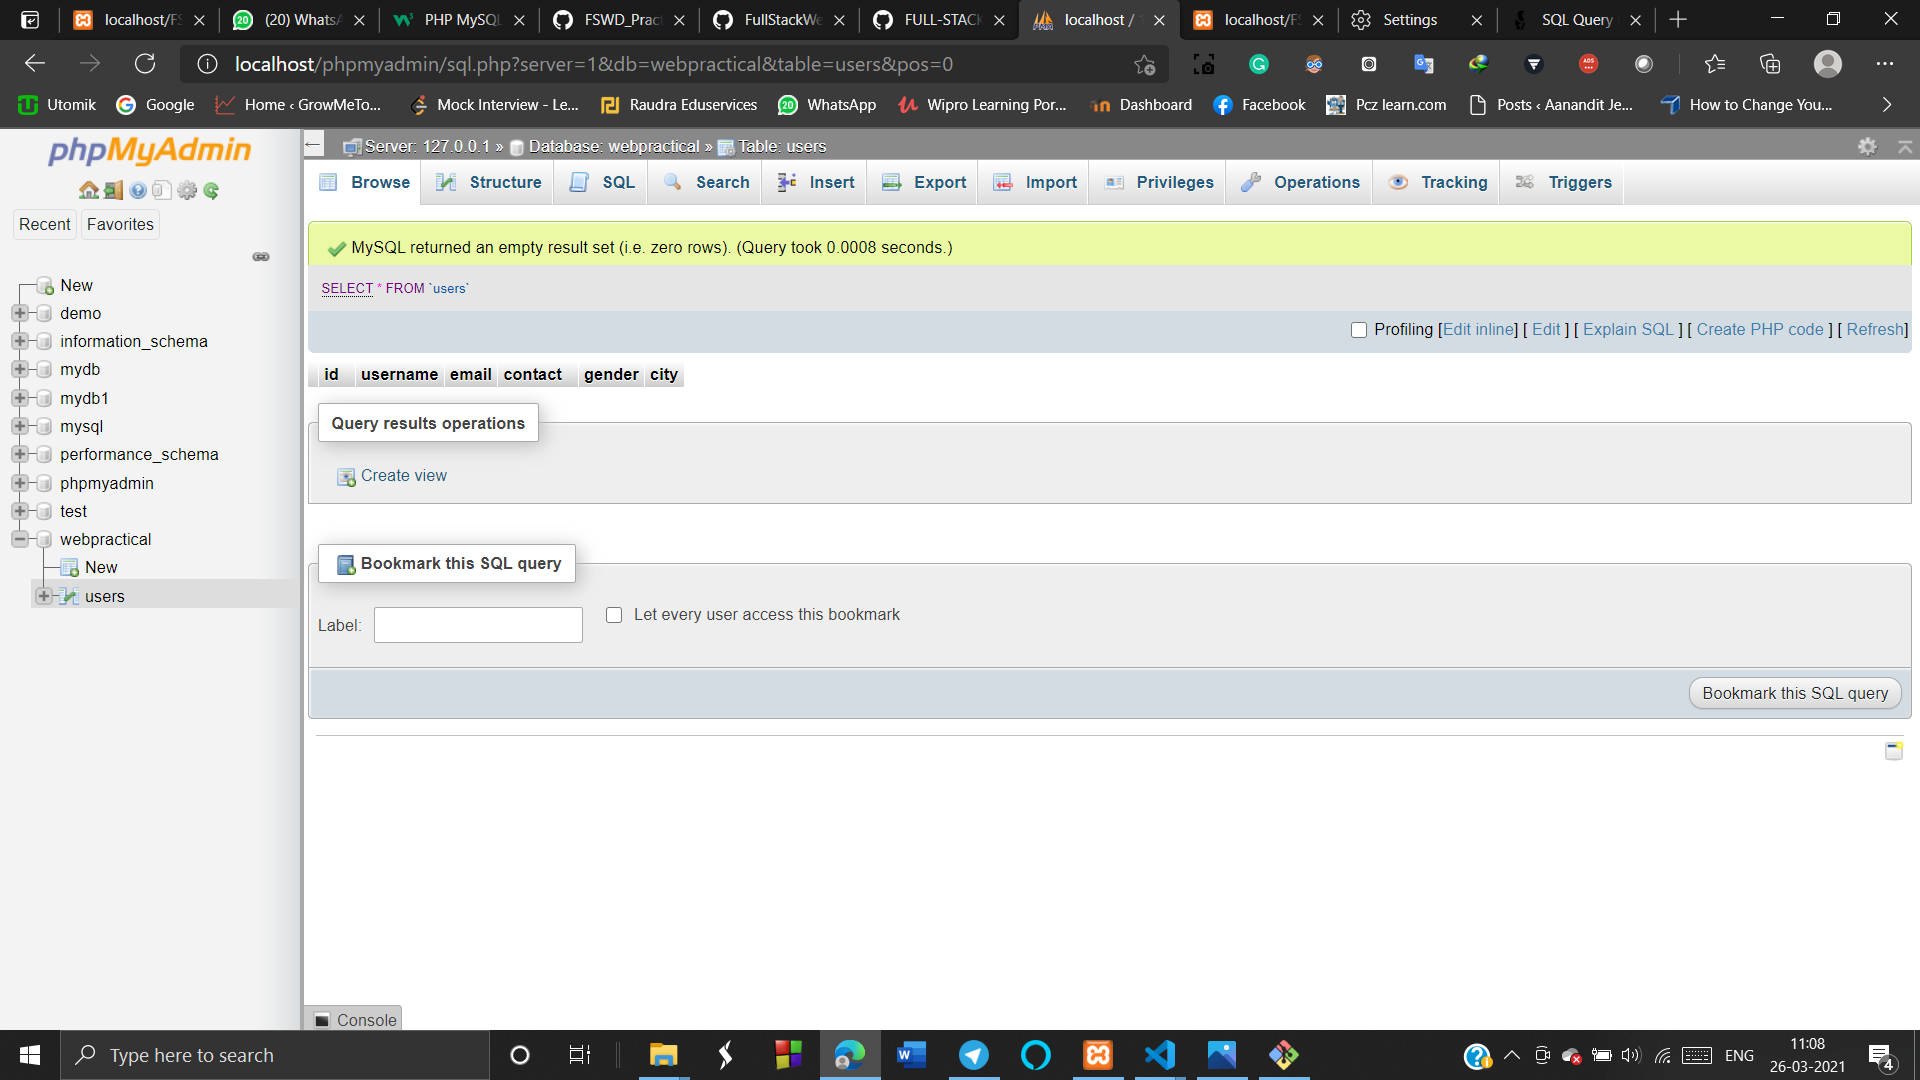 localhost/FS
(20) WhatsA
PHP MySQL
FSWD_Pract
FullStackWe
FULL-STACK
localhost /
localhost/FS
Settings
SQL Query
localhost/phpmyadmin/sql.php?server=1&db=webpractical&table=users&pos=0
Utomik
Google
Home ‹ GrowMeTo...
Mock Interview - Le...
Raudra Eduservices
WhatsApp
Wipro Learning Por...
Dashboard
Facebook
Pcz learn.com
Posts ‹ Aanandit Je...
How to Change You...
phpMyAdmin
Recent
Favorites
New
demo
information_schema
mydb
mydb1
mysql
performance_schema
phpmyadmin
test
webpractical
New
users
Server: 127.0.0.1 » Database: webpractical » Table: users
Browse
Structure
SQL
Search
Insert
Export
Import
Privileges
Operations
Tracking
Triggers
MySQL returned an empty result set (i.e. zero rows). (Query took 0.0008 seconds.)
SELECT * FROM `users`
Profiling [Edit inline] [ Edit ] [ Explain SQL ] [ Create PHP code ] [ Refresh]
id username email contact gender city
Query results operations
Create view
Bookmark this SQL query
Label:
Let every user access this bookmark
Bookmark this SQL query
Console
Type here to search
ENG
11:08
26-03-2021
4